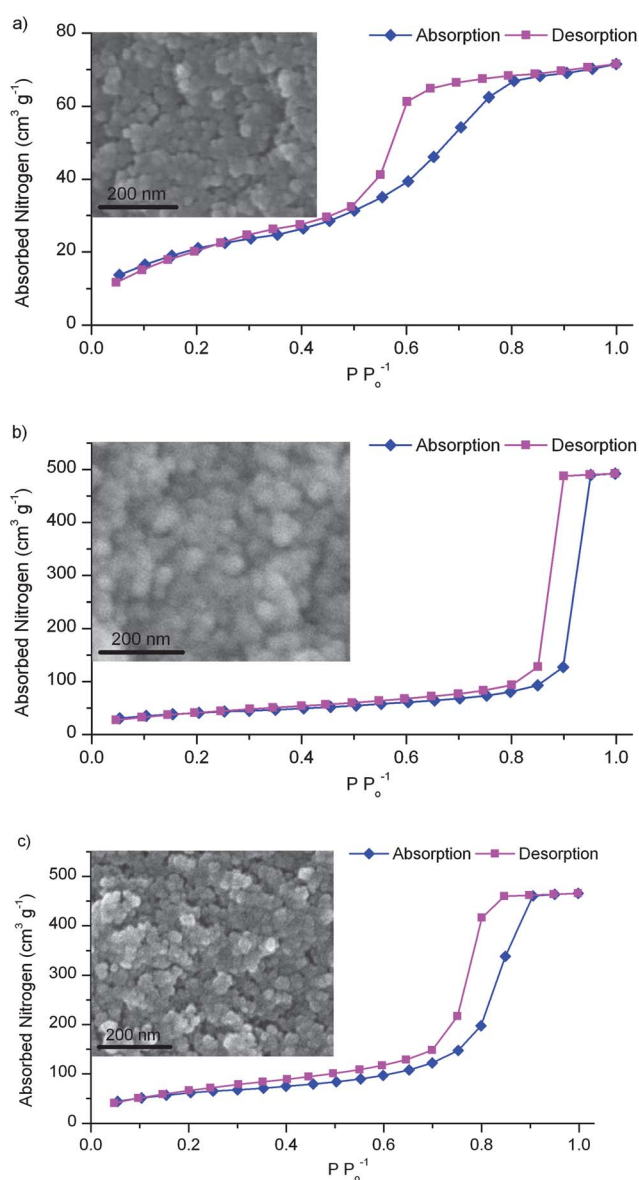 a)
Absorption Desorption
80
60
40
20
0
Absorbed Nitrogen (cm³ g⁻¹)
200 nm
0.0 0.2 0.4 0.6 0.8 1.0
P Pₒ⁻¹
b)
Absorption Desorption
500
400
300
200
100
0
Absorbed Nitrogen (cm³ g⁻¹)
200 nm
0.0 0.2 0.4 0.6 0.8 1.0
P Pₒ⁻¹
c)
Absorption Desorption
500
400
300
200
100
0
Absorbed Nitrogen (cm³ g⁻¹)
200 nm
0.0 0.2 0.4 0.6 0.8 1.0
P Pₒ⁻¹